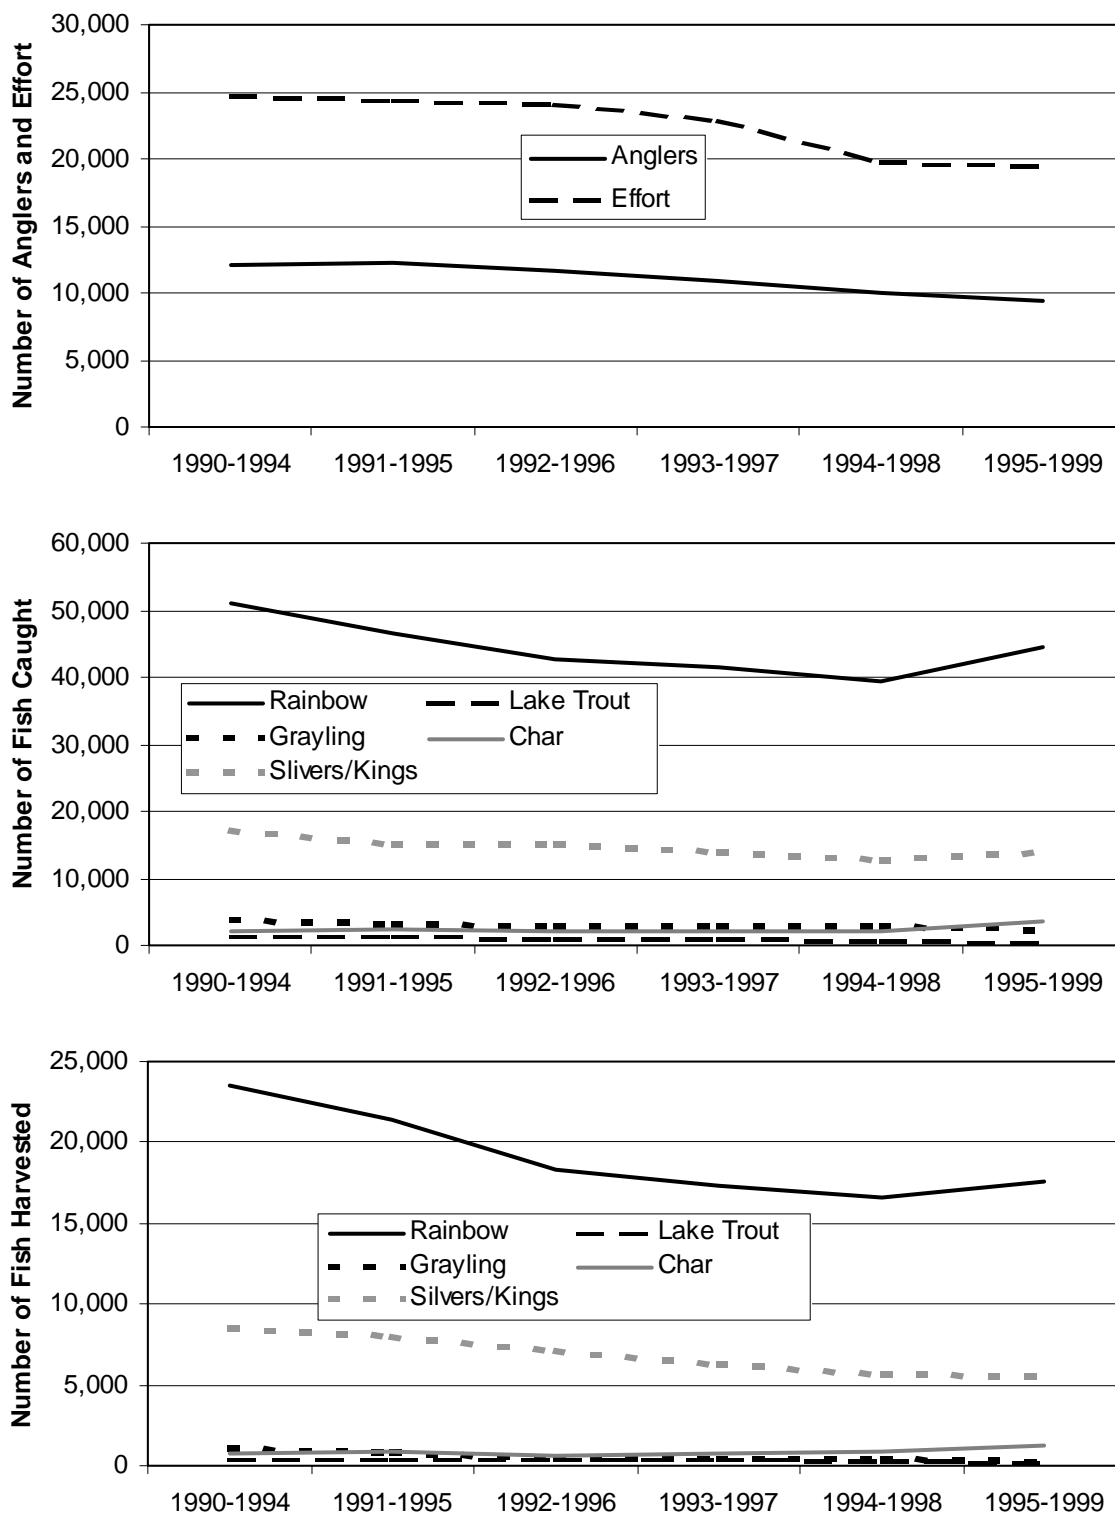 Number of Anglers and Effort
30,000
25,000
20,000
15,000
10,000
5,000
0
Anglers
Effort
1990-1994 1991-1995 1992-1996 1993-1997 1994-1998 1995-1999
Number of Fish Caught
60,000
50,000
40,000
30,000
20,000
10,000
0
Rainbow Lake Trout
Grayling Char
Slivers/Kings
1990-1994 1991-1995 1992-1996 1993-1997 1994-1998 1995-1999
Number of Fish Harvested
25,000
20,000
15,000
10,000
5,000
0
Rainbow Lake Trout
Grayling Char
Silvers/Kings
1990-1994 1991-1995 1992-1996 1993-1997 1994-1998 1995-1999